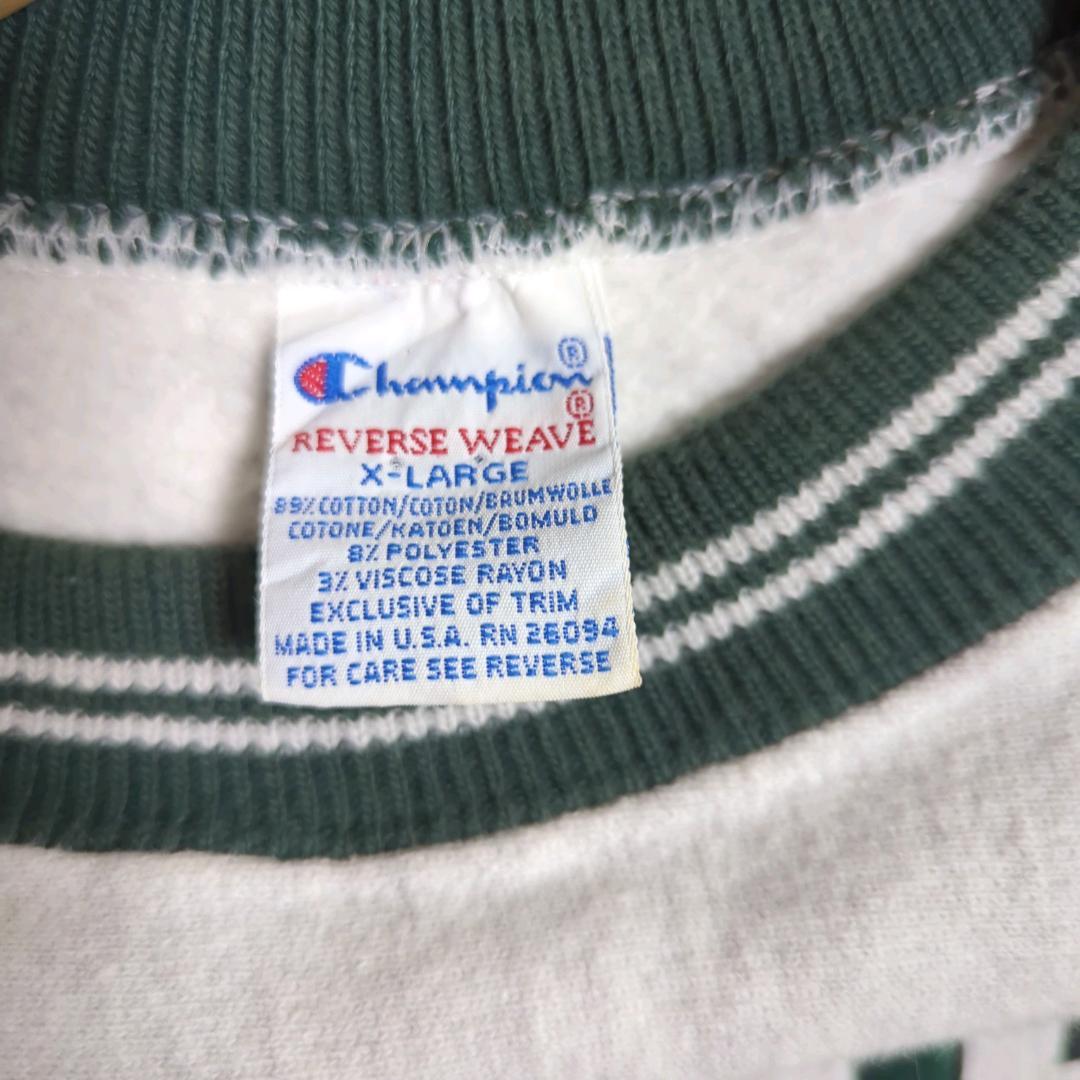 Champion®
REVERSE WEAVE®
X-LARGE
89% COTTON/COTON/BAUMWOLLE
COTONE/KATOEN/BOMULD
8% POLYESTER
3% VISCOSE RAYON
EXCLUSIVE OF TRIM
MADE IN U.S.A. RN 26094
FOR CARE SEE REVERSE